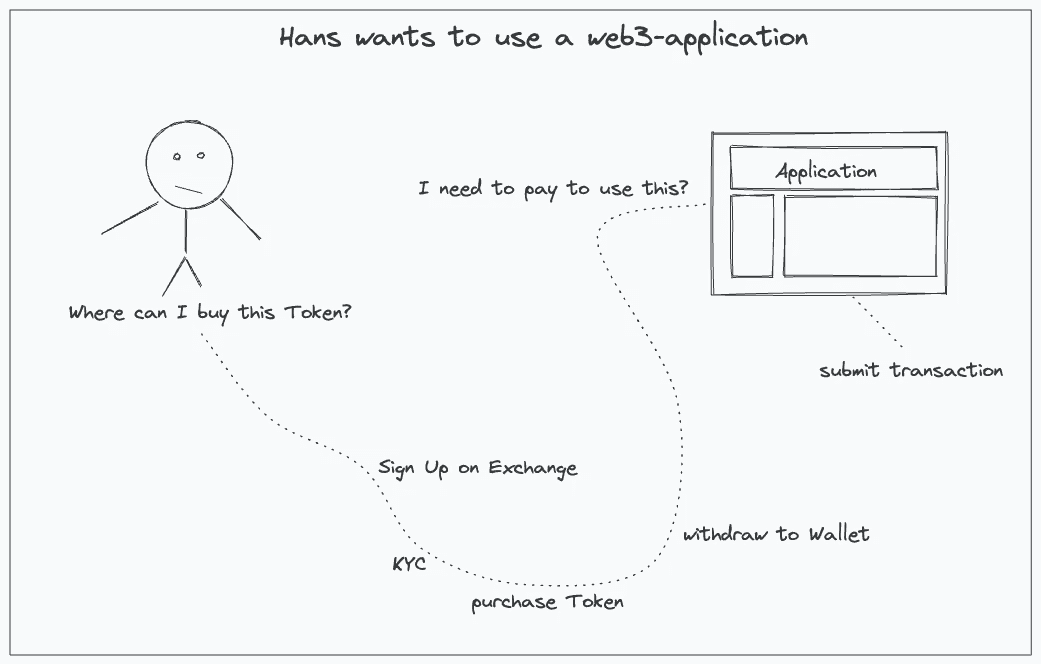 Hans wants to use a web3-application
I need to pay to use this?
Application
Where can I buy this Token?
submit transaction
Sign Up on Exchange
withdraw to Wallet
KYC
purchase Token